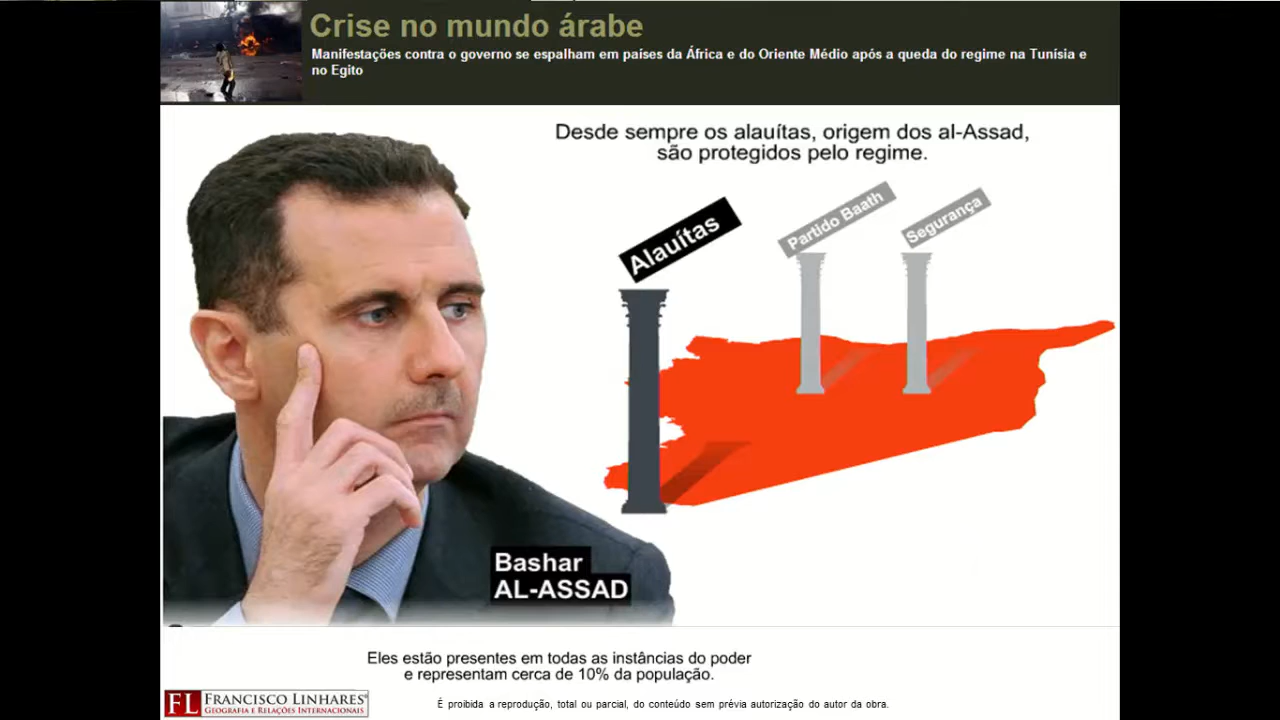 Crise no mundo árabe
Manifestações contra o governo se espalham em países da África e do Oriente Médio após a queda do regime na Tunísia e
no Egito
Desde sempre os alauítas, origem dos al-Assad,
são protegidos pelo regime.
Alauítas
Partido Baath
Segurança
Bashar
AL-ASSAD
Eles estão presentes em todas as instâncias do poder
e representam cerca de 10% da população.
FL FRANCISCO LINHARES®
GEOGRAFIA E RELAÇÕES INTERNACIONAIS
É proibida a reprodução, total ou parcial, do conteúdo sem prévia autorização do autor da obra.